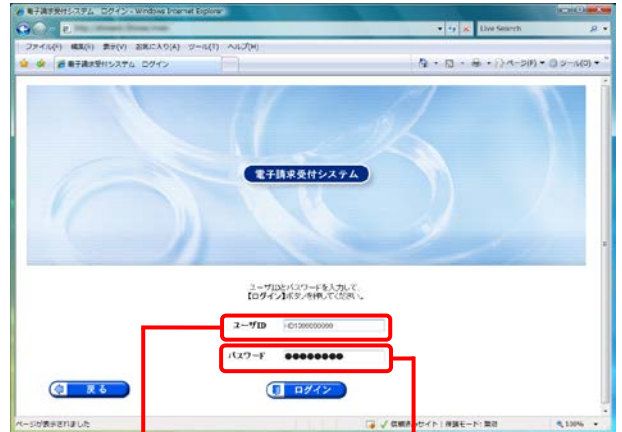 電子請求受付システム ログイン - Windows Internet Explorer
Live Search
ファイル(F) 編集(E) 表示(V) お気に入り(A) ツール(T) ヘルプ(H)
電子請求受付システム ログイン
ページ(P) ツール(O)
電子請求受付システム
ユーザIDとパスワードを入力して、
【ログイン】ボタンを押してください。
ユーザID
パスワード ●●●●●●●●
戻る ログイン
ページが表示されました
信頼済みサイト | 保護モード: 無効 100%